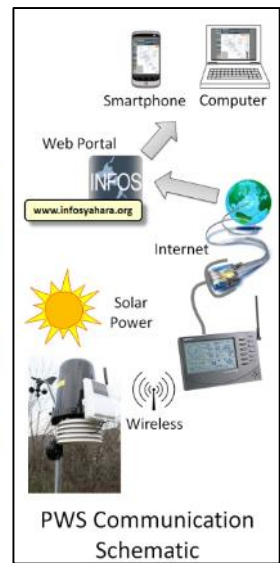 Smartphone Computer
Web Portal
INFOS
www.infosyahara.org
Internet
Solar
Power
Wireless
PWS Communication
Schematic